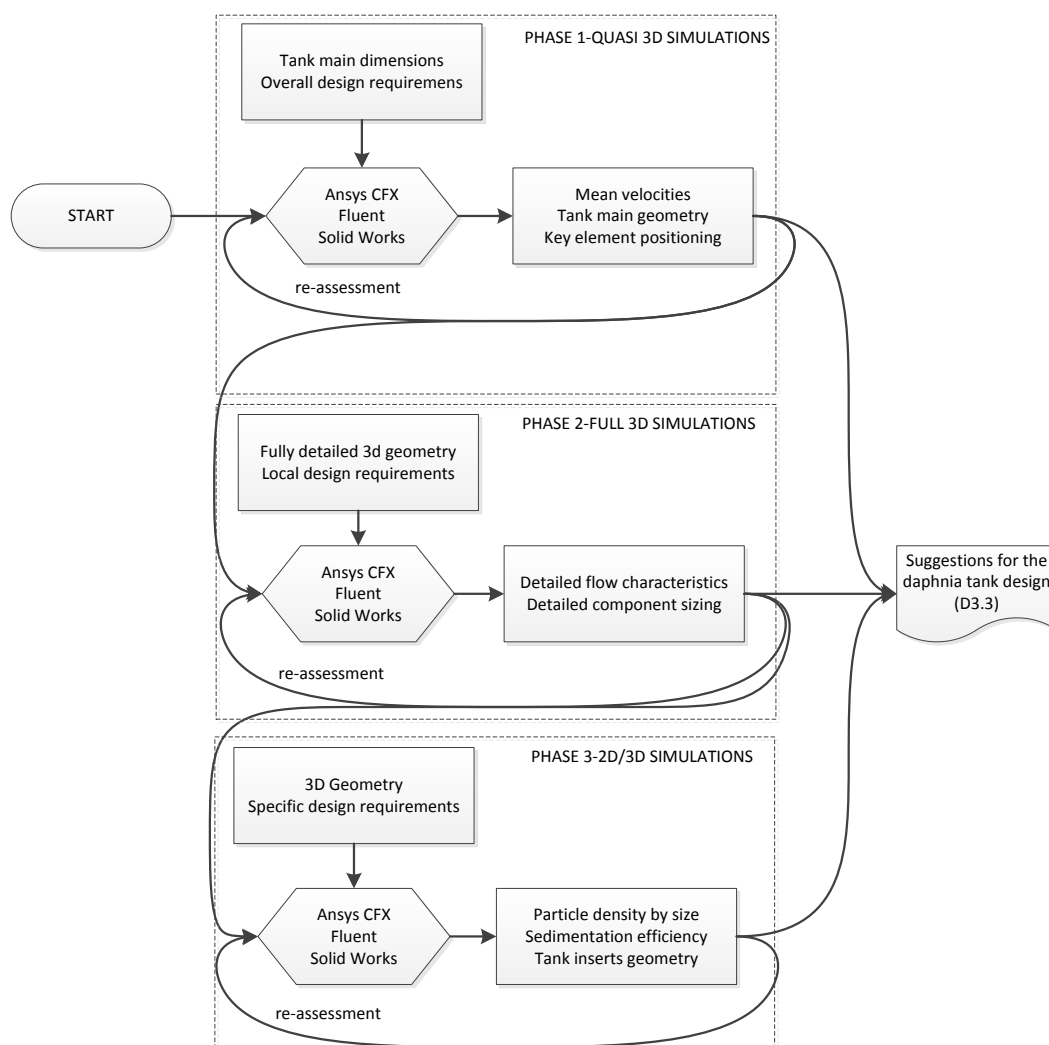 PHASE 1-QUASI 3D SIMULATIONS
Tank main dimensions
Overall design requiremens
START
Ansys CFX
Fluent
Solid Works
Mean velocities
Tank main geometry
Key element positioning
re-assessment
PHASE 2-FULL 3D SIMULATIONS
Fully detailed 3d geometry
Local design requirements
Ansys CFX
Fluent
Solid Works
Detailed flow characteristics
Detailed component sizing
Suggestions for the
daphnia tank design
(D3.3)
re-assessment
PHASE 3-2D/3D SIMULATIONS
3D Geometry
Specific design requirements
Ansys CFX
Fluent
Solid Works
Particle density by size
Sedimentation efficiency
Tank inserts geometry
re-assessment